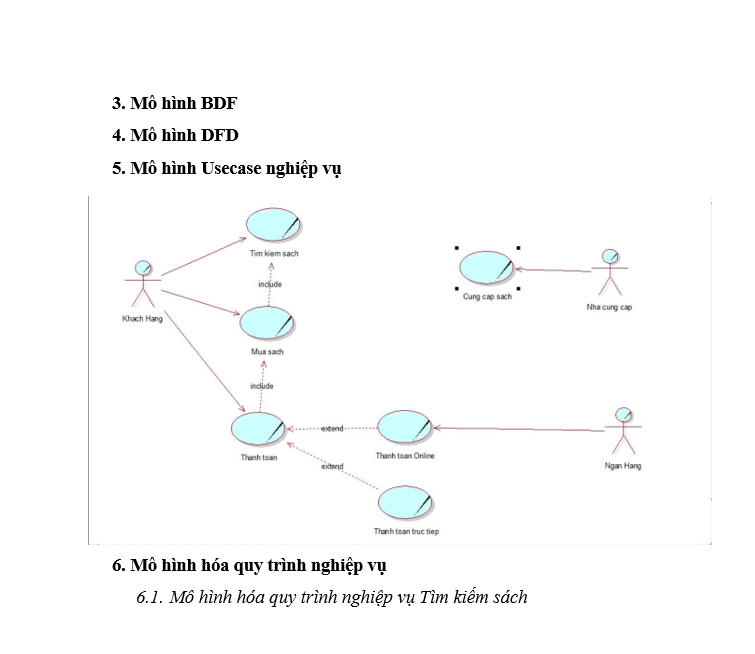 3. Mô hình BDF
4. Mô hình DFD
5. Mô hình Usecase nghiệp vụ
Tim kiem sach
include
Cung cap sach
Nha cung cap
Khach Hang
Mua sach
include
Thanh toan
extend
Thanh toan Online
extend
Ngan Hang
Thanh toan truc tiep
6. Mô hình hóa quy trình nghiệp vụ
6.1. Mô hình hóa quy trình nghiệp vụ Tìm kiếm sách